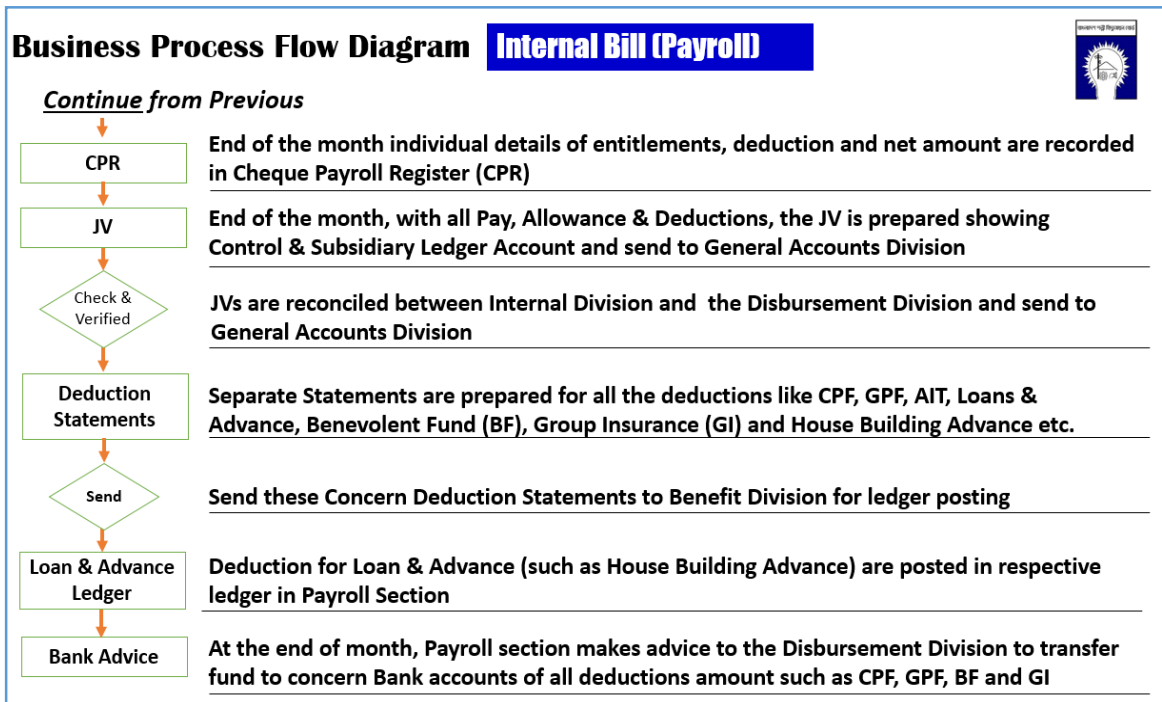 Business Process Flow Diagram Internal Bill (Payroll)
বাংলাদেশ পল্লী বিদ্যুতায়ন বোর্ড
Continue from Previous
CPR
End of the month individual details of entitlements, deduction and net amount are recorded
in Cheque Payroll Register (CPR)
JV
End of the month, with all Pay, Allowance & Deductions, the JV is prepared showing
Control & Subsidiary Ledger Account and send to General Accounts Division
Check &
Verified
JVs are reconciled between Internal Division and the Disbursement Division and send to
General Accounts Division
Deduction
Statements
Separate Statements are prepared for all the deductions like CPF, GPF, AIT, Loans &
Advance, Benevolent Fund (BF), Group Insurance (GI) and House Building Advance etc.
Send
Send these Concern Deduction Statements to Benefit Division for ledger posting
Loan & Advance
Ledger
Deduction for Loan & Advance (such as House Building Advance) are posted in respective
ledger in Payroll Section
Bank Advice
At the end of month, Payroll section makes advice to the Disbursement Division to transfer
fund to concern Bank accounts of all deductions amount such as CPF, GPF, BF and GI